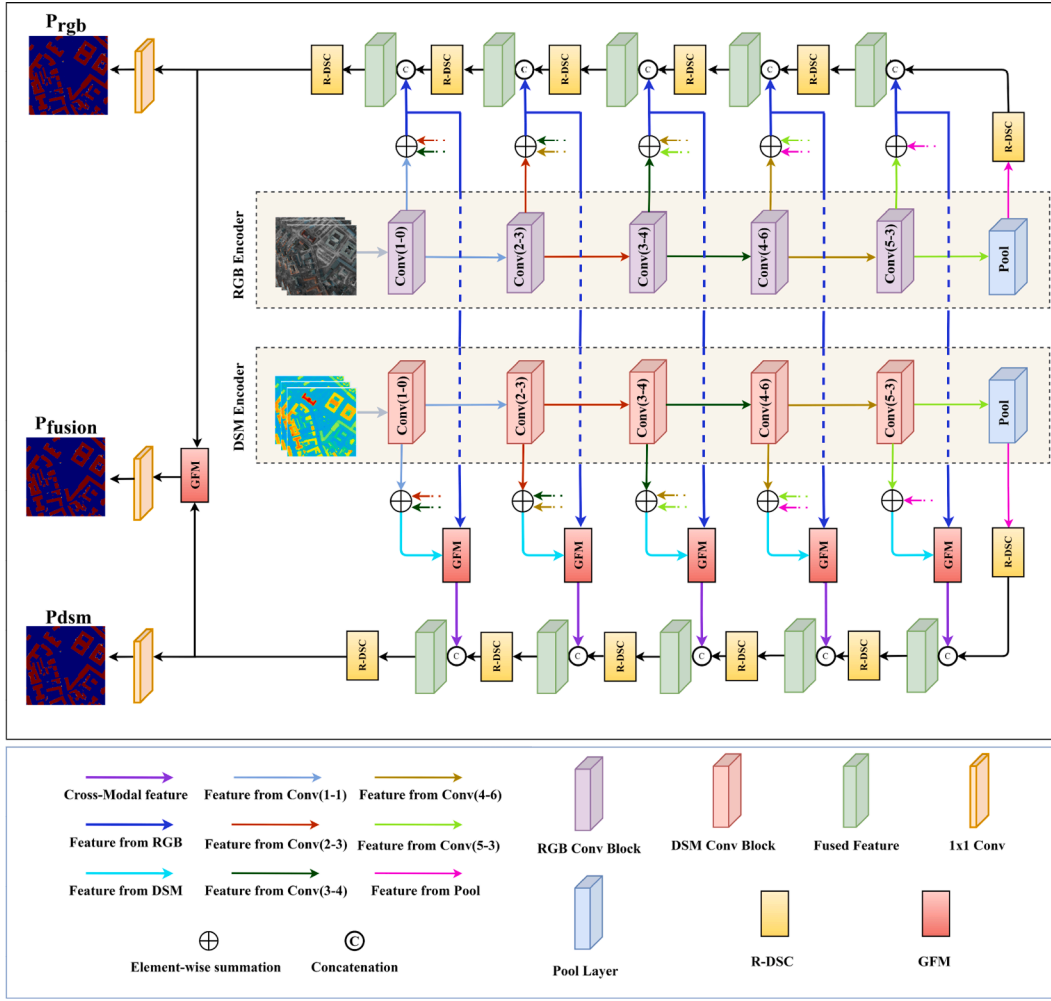 Prgb
R-DSC
C
R-DSC
C
R-DSC
C
R-DSC
C
R-DSC
C
R-DSC
RGB Encoder
Conv(1-0)
Conv(2-3)
Conv(3-4)
Conv(4-6)
Conv(5-3)
Pool
DSM Encoder
Conv(1-0)
Conv(2-3)
Conv(3-4)
Conv(4-6)
Conv(5-3)
Pool
Pfusion
GFM
GFM
GFM
GFM
GFM
GFM
R-DSC
Pdsm
R-DSC
C
R-DSC
C
R-DSC
C
R-DSC
C
R-DSC
C
Cross-Modal feature
Feature from Conv(1-1)
Feature from Conv(4-6)
Feature from RGB
Feature from Conv(2-3)
Feature from Conv(5-3)
Feature from DSM
Feature from Conv(3-4)
Feature from Pool
Element-wise summation
C
Concatenation
RGB Conv Block
DSM Conv Block
Fused Feature
1x1 Conv
Pool Layer
R-DSC
GFM